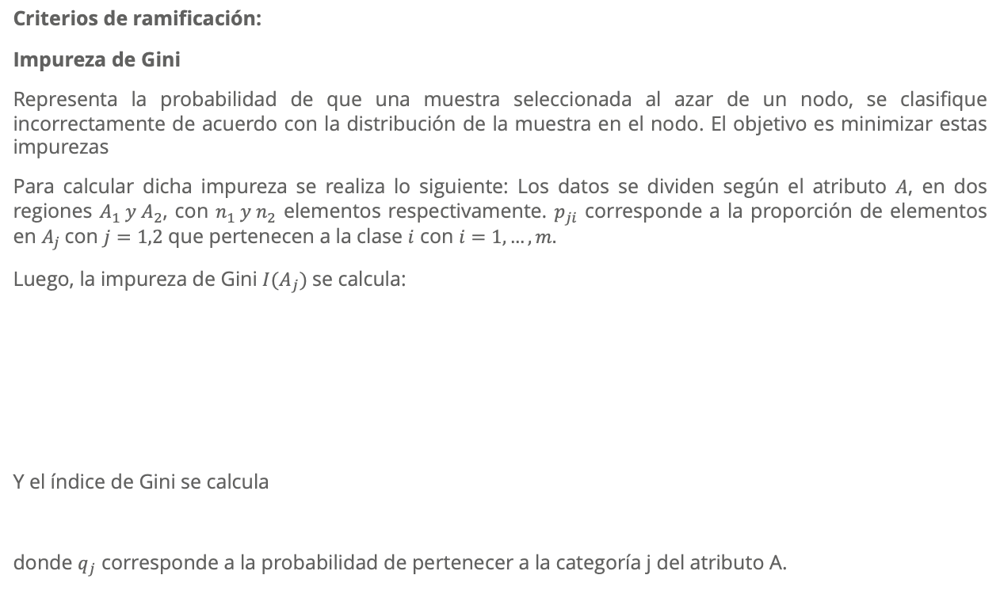 Criterios de ramificación:
Impureza de Gini
Representa la probabilidad de que una muestra seleccionada al azar de un nodo, se clasifique
incorrectamente de acuerdo con la distribución de la muestra en el nodo. El objetivo es minimizar estas
impurezas
Para calcular dicha impureza se realiza lo siguiente: Los datos se dividen según el atributo A, en dos
regiones A₁ y A₂, con n₁ y n₂ elementos respectivamente. p_{ji} corresponde a la proporción de elementos
en A_j con j = 1,2 que pertenecen a la clase i con i = 1, … , m.
Luego, la impureza de Gini I(A_j) se calcula:
Y el índice de Gini se calcula
donde q_j corresponde a la probabilidad de pertenecer a la categoría j del atributo A.